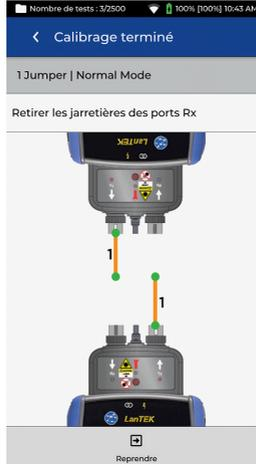 Nombre de tests : 3/2500 100% [100%] 10:43 AM
Calibrage terminé
1 Jumper | Normal Mode
Retirer les jarretières des ports Rx
LanTEK
1
1
LanTEK
Reprendre